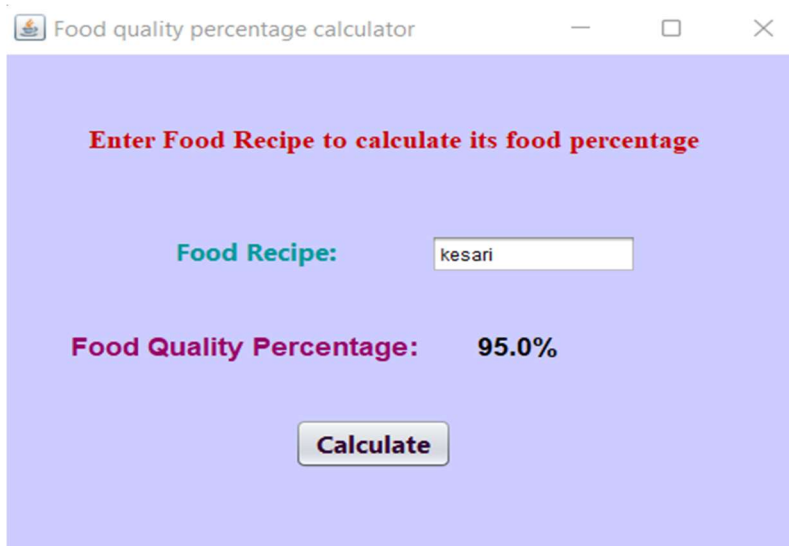 Food quality percentage calculator
Enter Food Recipe to calculate its food percentage
Food Recipe: kesari
Food Quality Percentage: 95.0%
Calculate